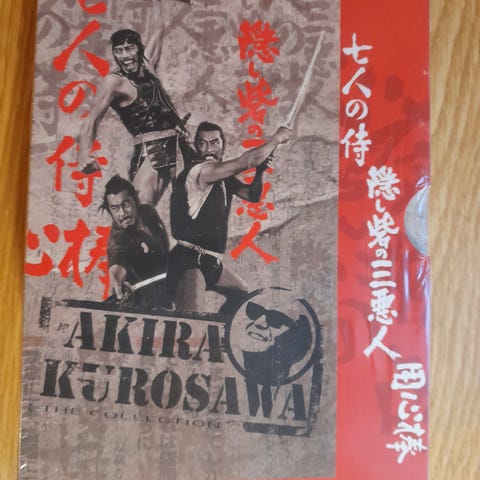 七人の侍
隠し砦の三悪人
心棒
AKIRA
KUROSAWA
THE COLLECTION
七人の侍
隠し砦の三悪人
用心棒